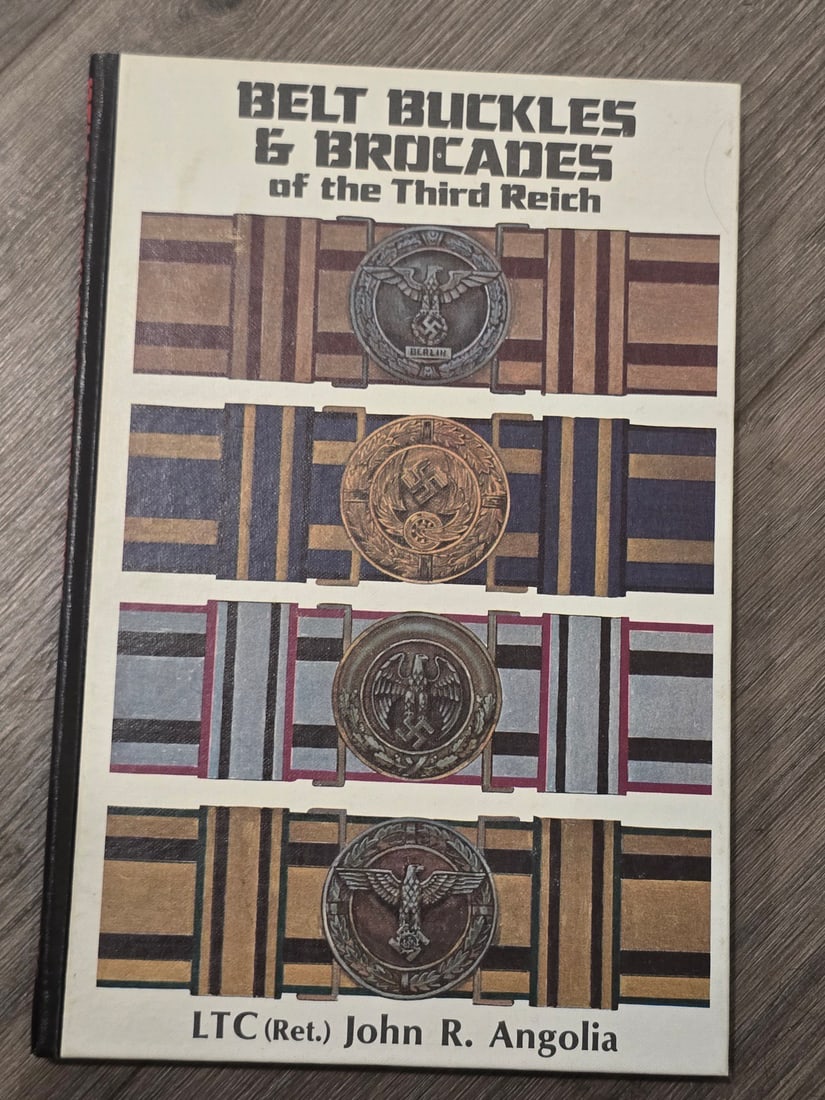 BELT BUCKLES
& BROCADES
of the Third Reich
BERLIN
LTC (Ret.) John R. Angolia